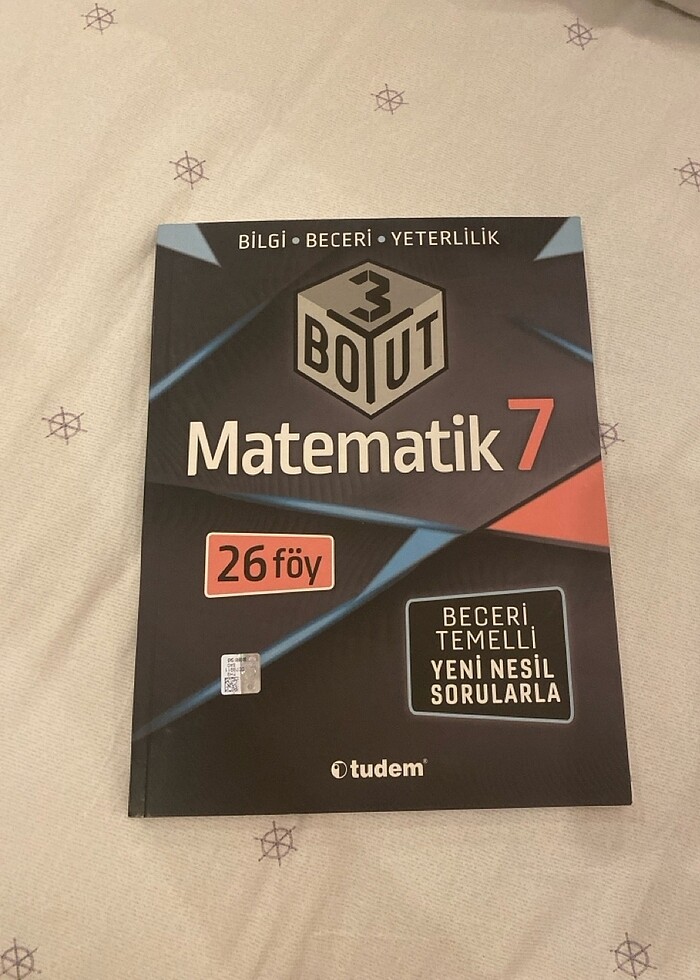 BİLGİ • BECERİ • YETERLİLİK
3
BOYUT
Matematik 7
26 föy
BECERİ
TEMELLİ
YENİ NESİL
SORULARLA
tudem